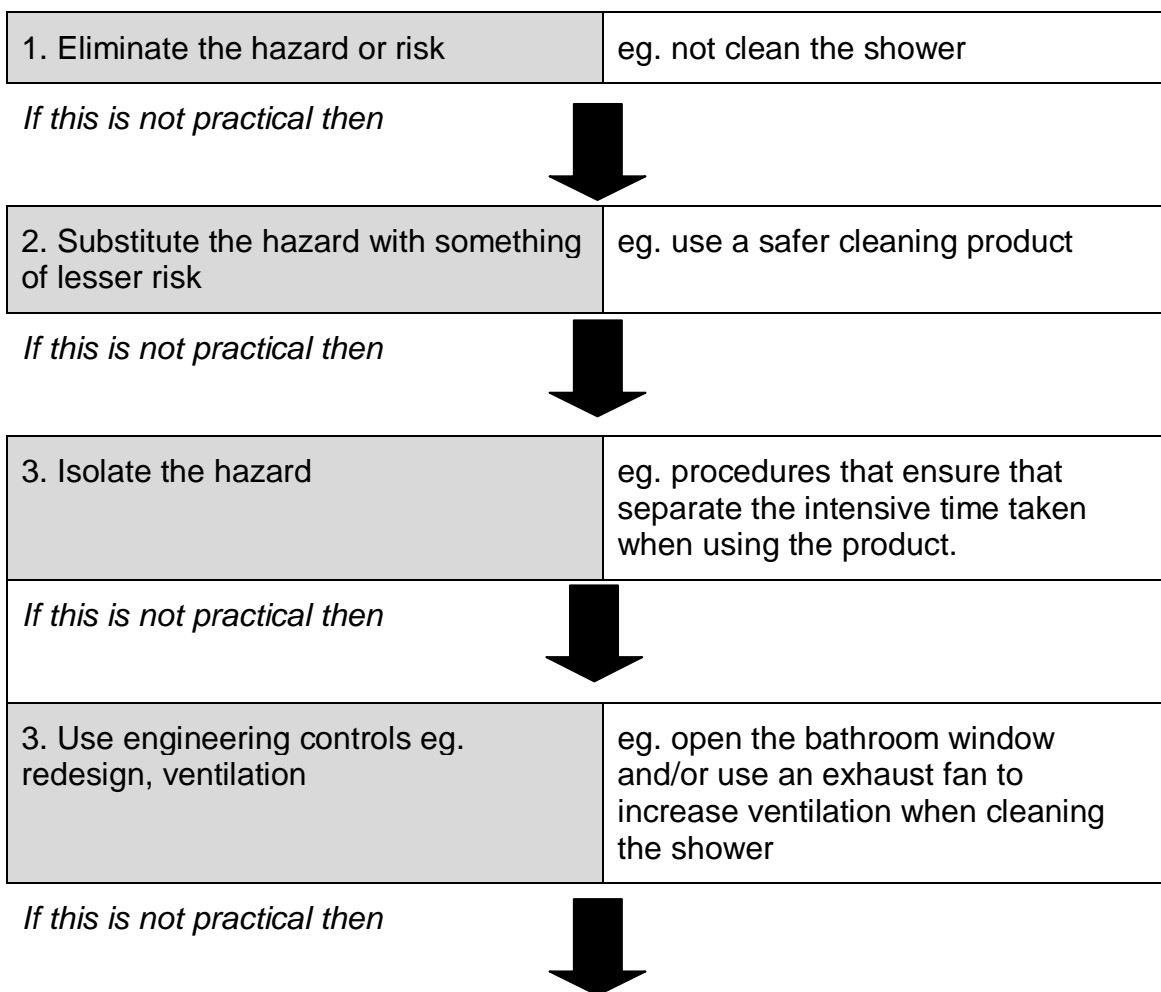 1. Eliminate the hazard or risk
eg. not clean the shower
If this is not practical then
2. Substitute the hazard with something
of lesser risk
eg. use a safer cleaning product
If this is not practical then
3. Isolate the hazard
eg. procedures that ensure that
separate the intensive time taken
when using the product.
If this is not practical then
3. Use engineering controls eg.
redesign, ventilation
eg. open the bathroom window
and/or use an exhaust fan to
increase ventilation when cleaning
the shower
If this is not practical then